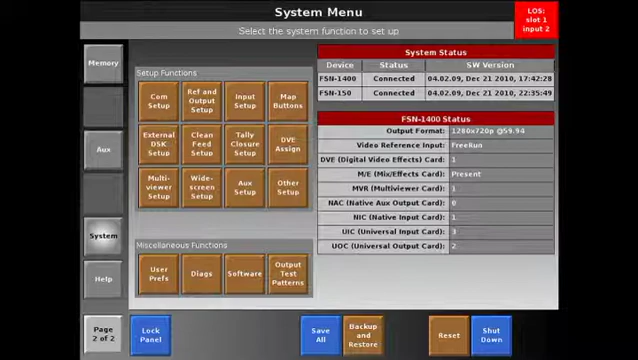 System Menu
Select the system function to set up
LOS:
slot 1
input 2
Memory
Aux
System
Help
Page
2 of 2
Setup Functions
Com
Setup
Ref and
Output
Setup
Input
Setup
Map
Buttons
External
DSK
Setup
Clean
Feed
Setup
Tally
Closure
Setup
DVE
Assign
Multi-
viewer
Setup
Wide-
screen
Setup
Aux
Setup
Other
Setup
Miscellaneous Functions
User
Prefs
Diags
Software
Output
Test
Patterns
System Status
Device Status SW Version
FSN-1400 Connected 04.02.09, Dec 21 2010, 17:42:28
FSN-150 Connected 04.02.09, Dec 21 2010, 22:35:49
FSN-1400 Status
Output Format: 1280x720p @59.94
Video Reference Input: FreeRun
DVE (Digital Video Effects) Card: 1
M/E (Mix/Effects) Card: Present
MVR (Multiviewer Card): 1
NAC (Native Aux Output Card): 0
NIC (Native Input Card): 1
UIC (Universal Input Card): 3
UOC (Universal Output Card): 2
Lock
Panel
Save
All
Backup
and
Restore
Reset
Shut
Down